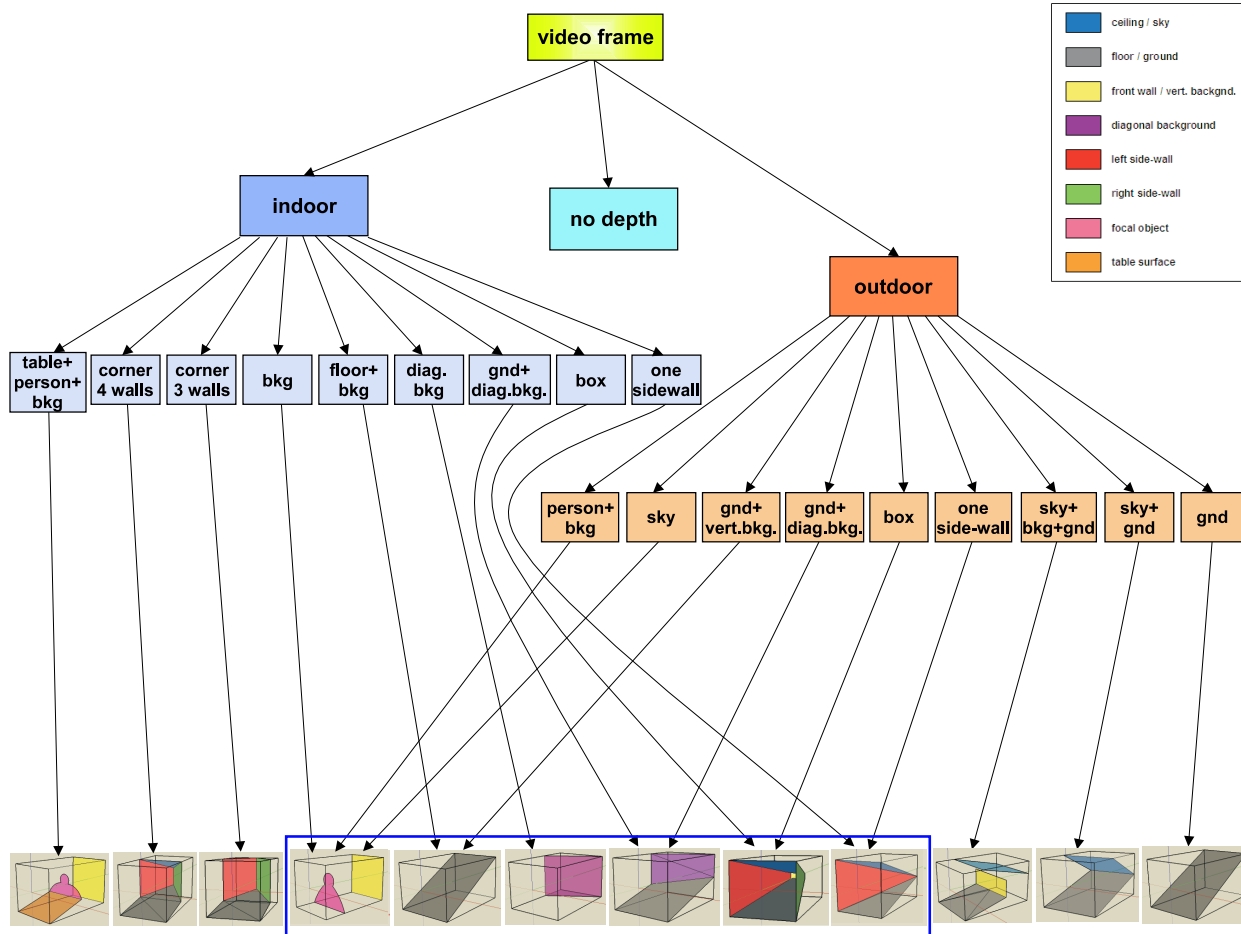 video frame
ceiling / sky
floor / ground
front wall / vert. backgnd.
diagonal background
left side-wall
right side-wall
focal object
table surface
indoor
no depth
outdoor
table+
person+
bkg
corner
4 walls
corner
3 walls
bkg
floor+
bkg
diag.
bkg
gnd+
diag.bkg.
box
one
sidewall
person+
bkg
sky
gnd+
vert.bkg.
gnd+
diag.bkg.
box
one
side-wall
sky+
bkg+gnd
sky+
gnd
gnd